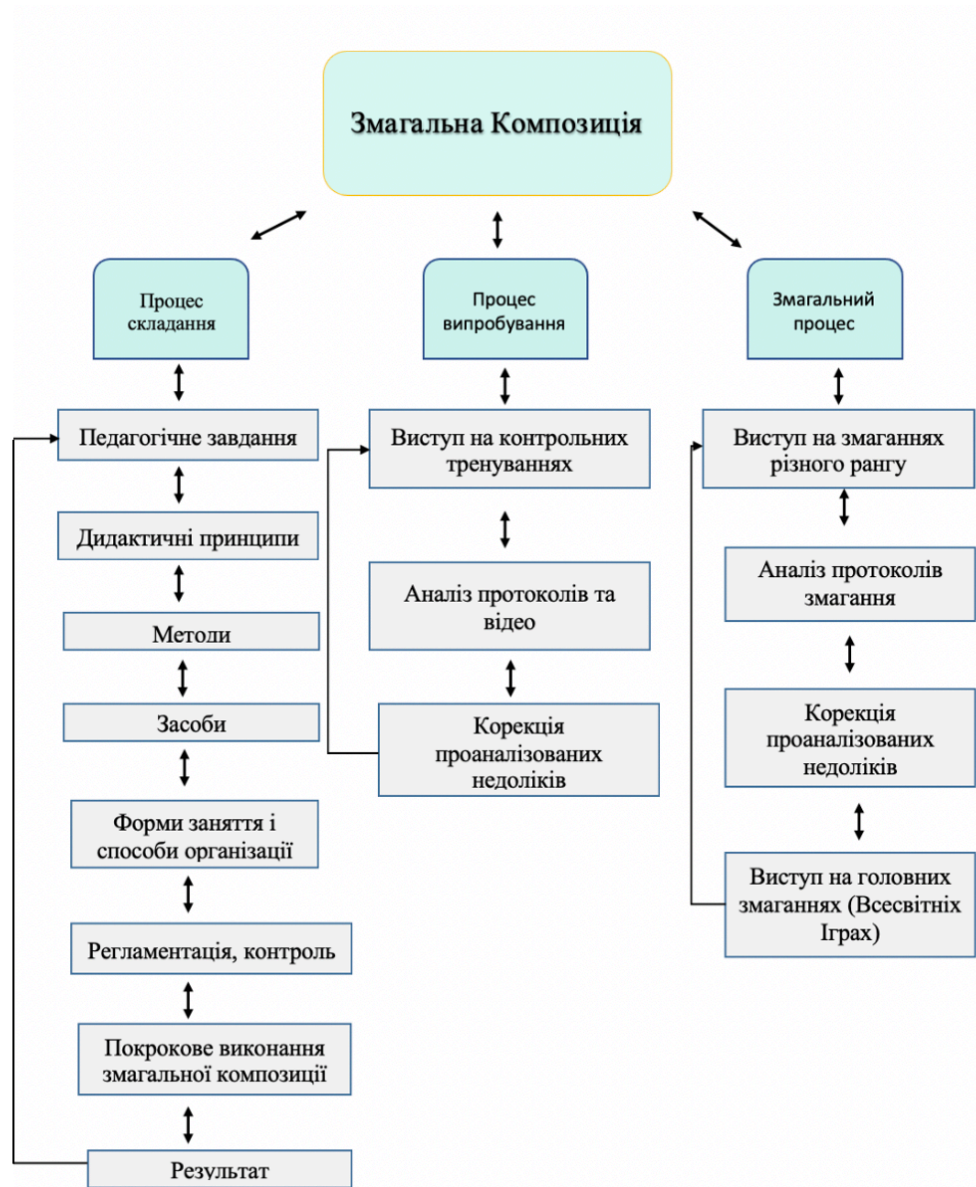 Змагальна Композиція
Процес
складання
Педагогічне завдання
Дидактичні принципи
Методи
Засоби
Форми заняття і
способи організації
Регламентація, контроль
Покрокове виконання
змагальної композиції
Результат
Процес
випробування
Виступ на контрольних
тренуваннях
Аналіз протоколів та
відео
Корекція
проаналізованих
недоліків
Змагальний
процес
Виступ на змаганнях
різного рангу
Аналіз протоколів
змагання
Корекція
проаналізованих
недоліків
Виступ на головних
змаганнях (Всесвітніх
Іграх)